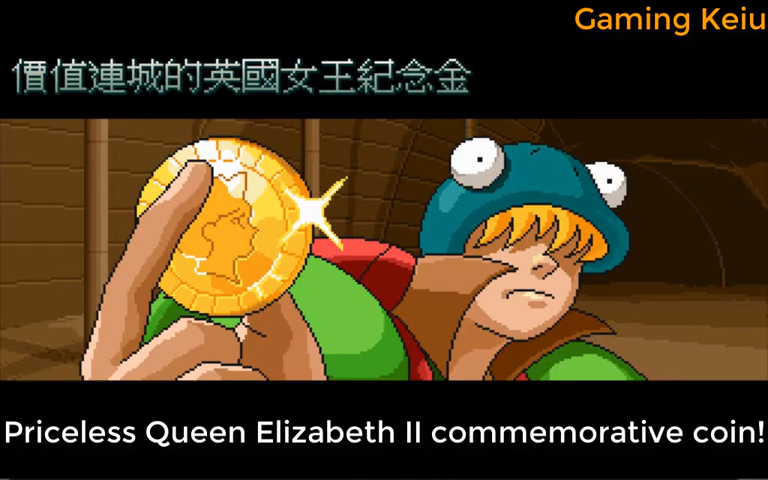 Gaming Keiu
價值連城的英國女王紀念金
Priceless Queen Elizabeth II commemorative coin!